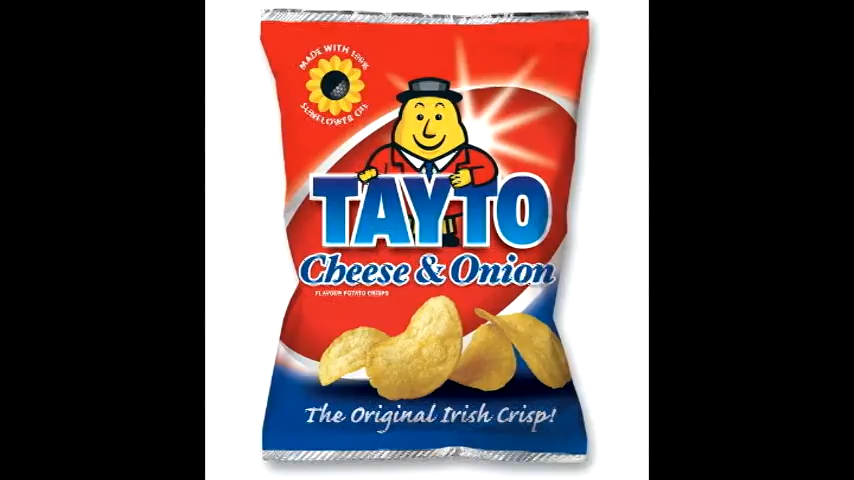 MADE WITH 100%
SUNFLOWER OIL
TAYTO
Cheese & Onion
FLAVOUR POTATO CRISPS
The Original Irish Crisp!